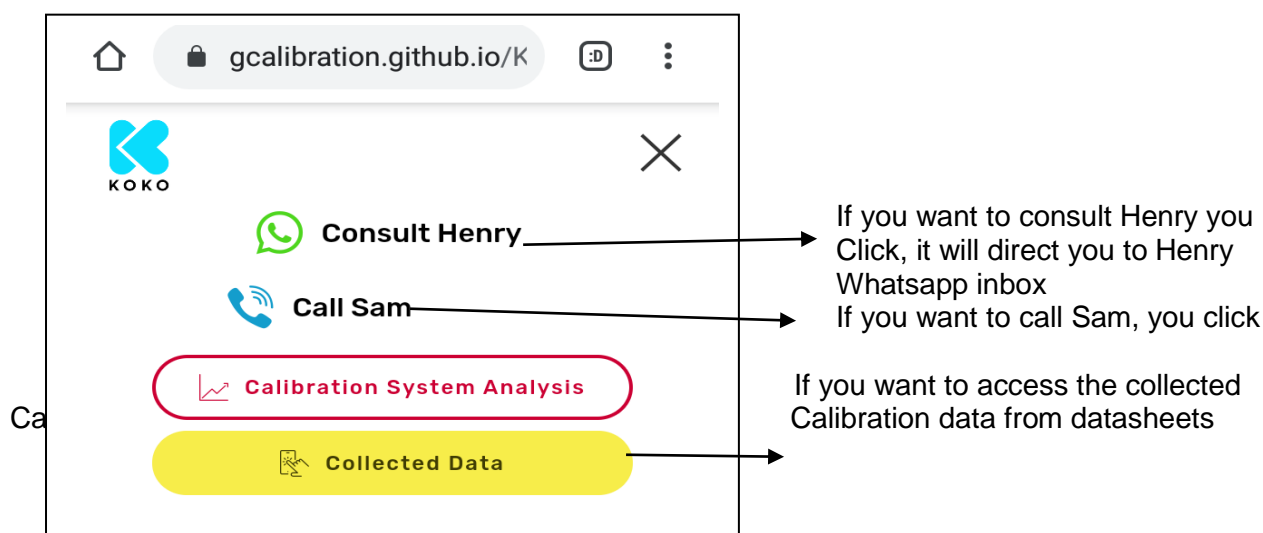 gcalibration.github.io/K
:D
KOKO
Consult Henry
Call Sam
Calibration System Analysis
Collected Data
If you want to consult Henry you
Click, it will direct you to Henry
Whatsapp inbox
If you want to call Sam, you click
If you want to access the collected
Calibration data from datasheets
Ca